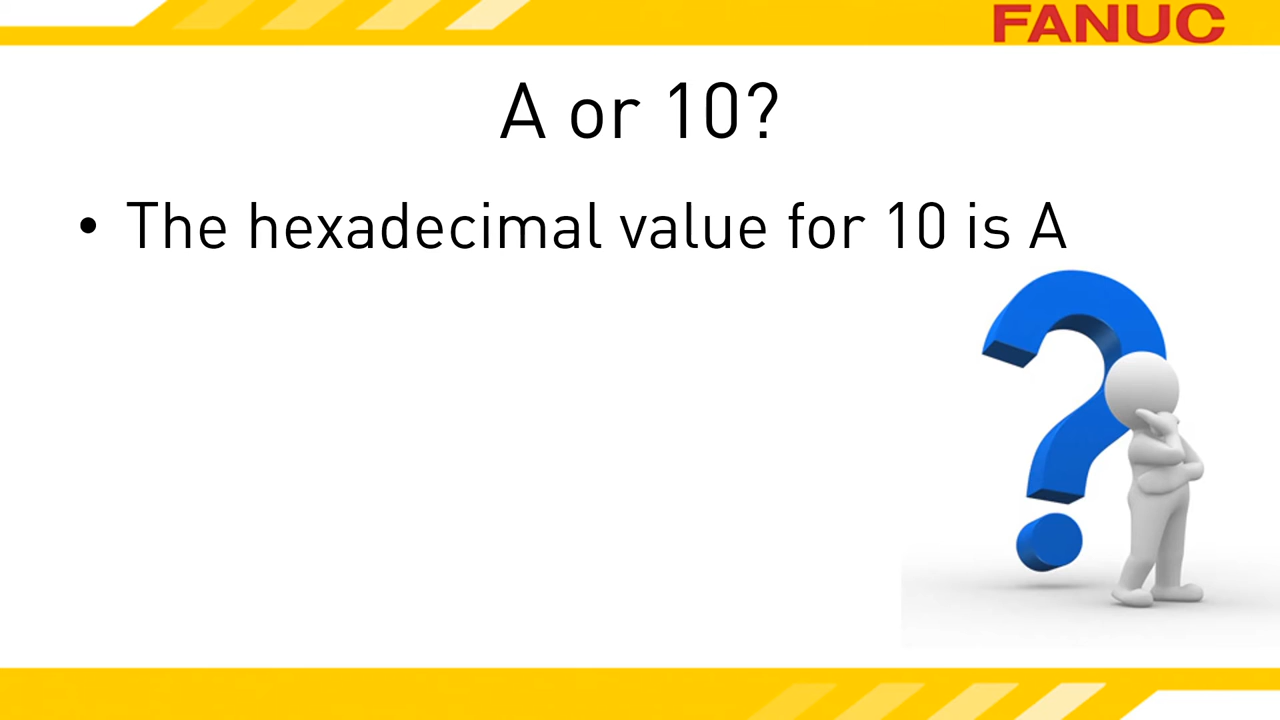 FANUC
A or 10?
• The hexadecimal value for 10 is A